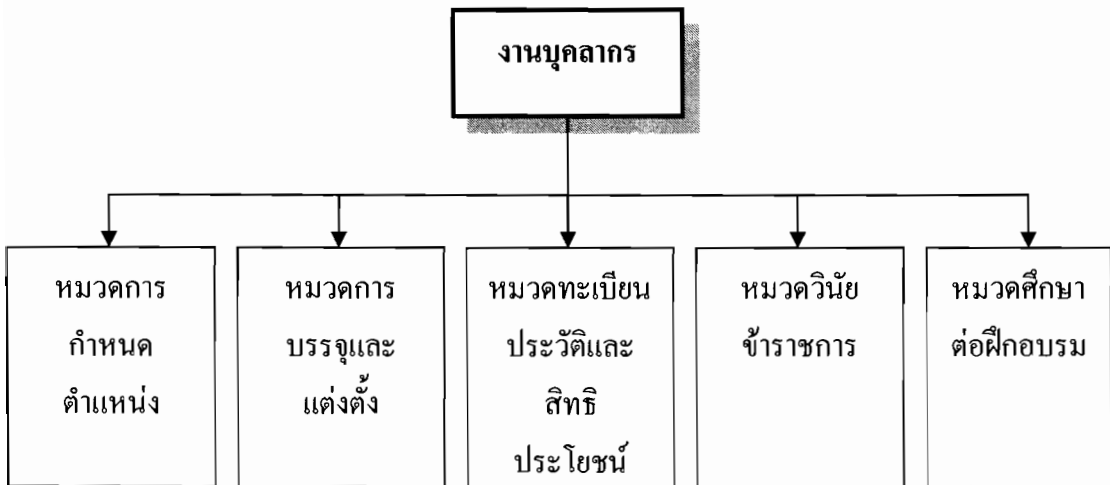 งานบุคลากร
หมวดการ
กำหนด
ตำแหน่ง
หมวดการ
บรรจุและ
แต่งตั้ง
หมวดทะเบียน
ประวัติและ
สิทธิ
ประโยชน์
หมวดวินัย
ข้าราชการ
หมวดศึกษา
ต่อฝึกอบรม